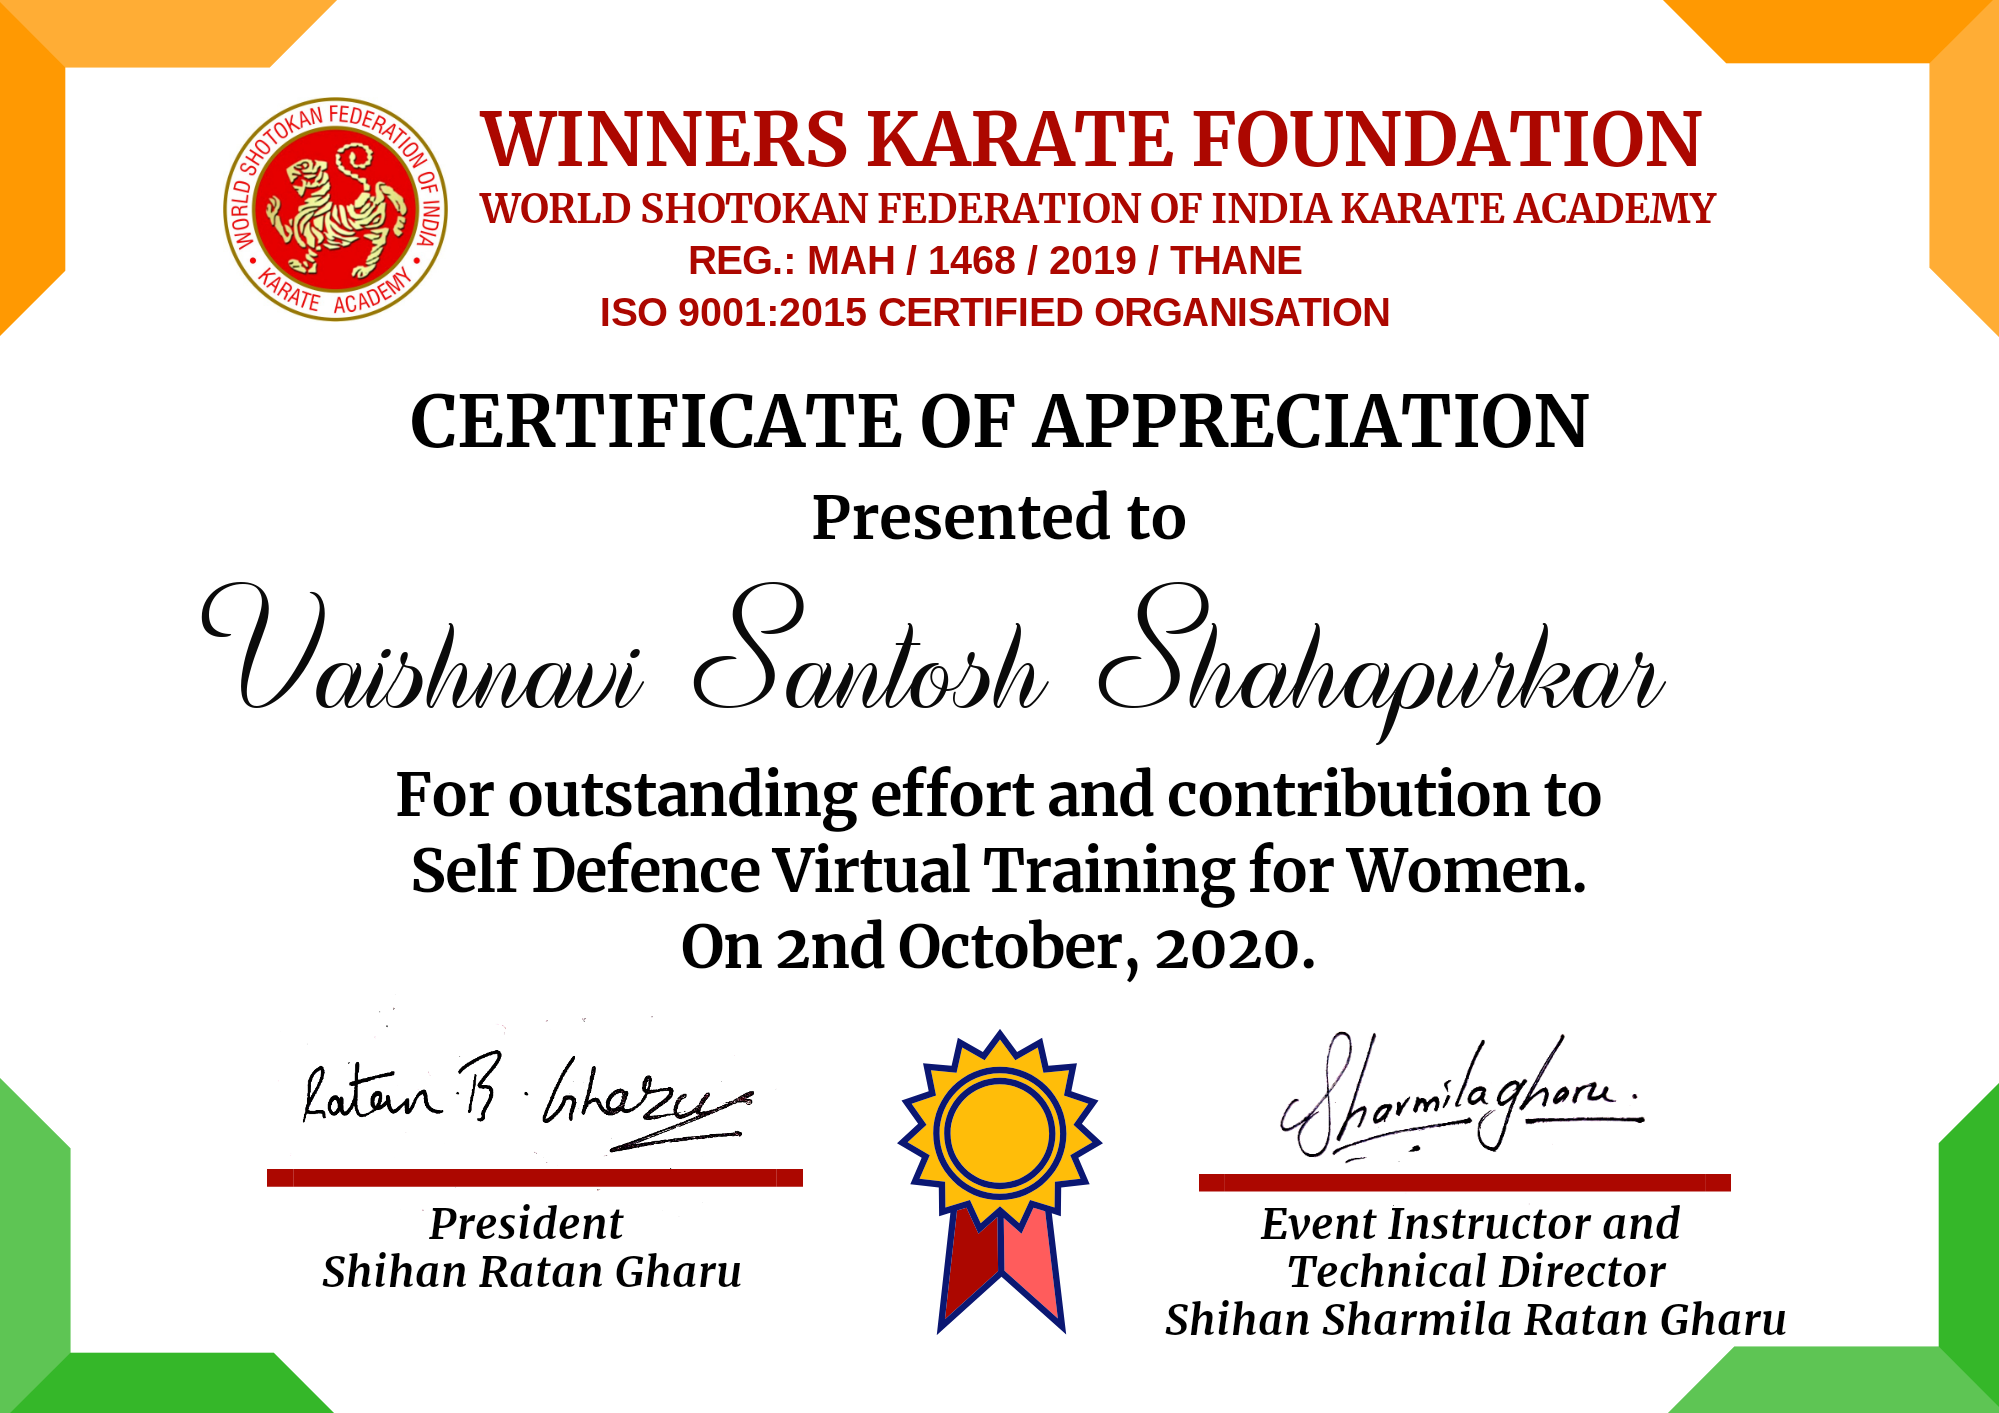 WORLD SHOTOKAN FEDERATION OF INDIA
• KARATE ACADEMY •
WINNERS KARATE FOUNDATION
WORLD SHOTOKAN FEDERATION OF INDIA KARATE ACADEMY
REG.: MAH / 1468 / 2019 / THANE
ISO 9001:2015 CERTIFIED ORGANISATION
CERTIFICATE OF APPRECIATION
Presented to
Vaishnavi Santosh Shahapurkar
For outstanding effort and contribution to
Self Defence Virtual Training for Women.
On 2nd October, 2020.
Ratan B. Gharu
Sharmilagharu.
President
Shihan Ratan Gharu
Event Instructor and
Technical Director
Shihan Sharmila Ratan Gharu